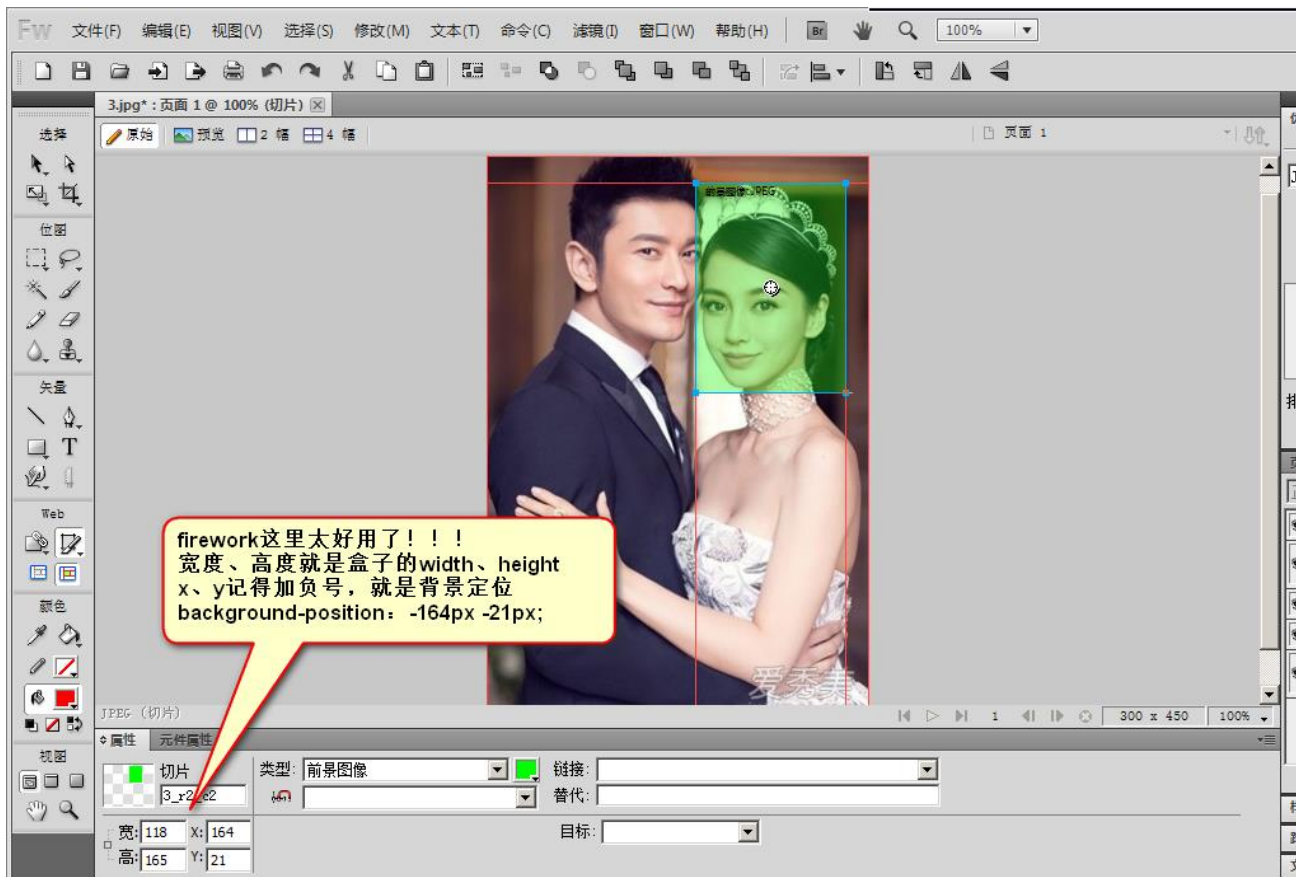 Fw 文件(F) 编辑(E) 视图(V) 选择(S) 修改(M) 文本(T) 命令(C) 滤镜(I) 窗口(W) 帮助(H) Br 100%
3.jpg* : 页面 1 @ 100% (切片)
选择
原始 预览 2 幅 4 幅 页面 1
前景图像:JPEG
位图
矢量
T
Web
firework这里太好用了！！！
宽度、高度就是盒子的width、height
x、y记得加负号，就是背景定位
background-position：-164px -21px;
颜色
爱秀美
JPEG (切片) 1 300 x 450 100%
属性 元件属性
视图
切片 类型: 前景图像 链接:
3_r2_c2 替代:
宽: 118 X: 164 目标:
高: 165 Y: 21